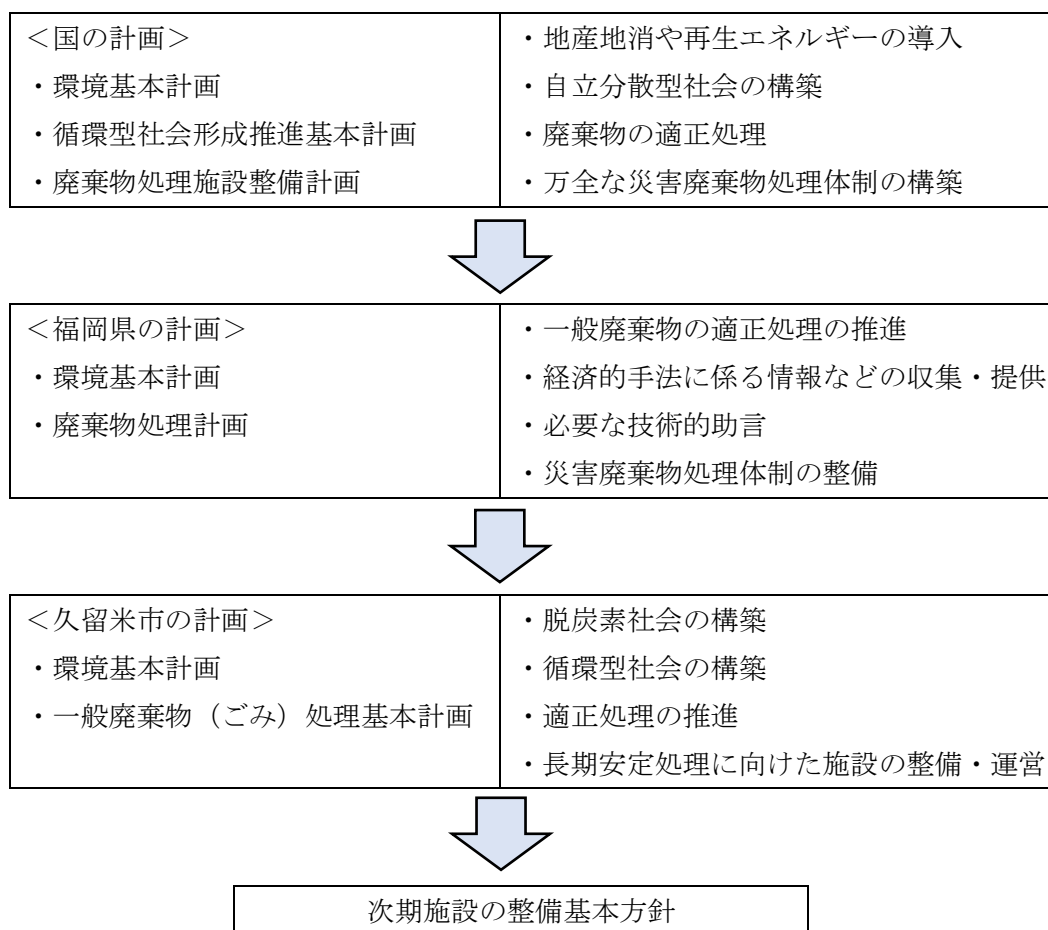 ＜国の計画＞
・環境基本計画
・循環型社会形成推進基本計画
・廃棄物処理施設整備計画
・地産地消や再生エネルギーの導入
・自立分散型社会の構築
・廃棄物の適正処理
・万全な災害廃棄物処理体制の構築
＜福岡県の計画＞
・環境基本計画
・廃棄物処理計画
・一般廃棄物の適正処理の推進
・経済的手法に係る情報などの収集・提供
・必要な技術的助言
・災害廃棄物処理体制の整備
＜久留米市の計画＞
・環境基本計画
・一般廃棄物（ごみ）処理基本計画
・脱炭素社会の構築
・循環型社会の構築
・適正処理の推進
・長期安定処理に向けた施設の整備・運営
次期施設の整備基本方針